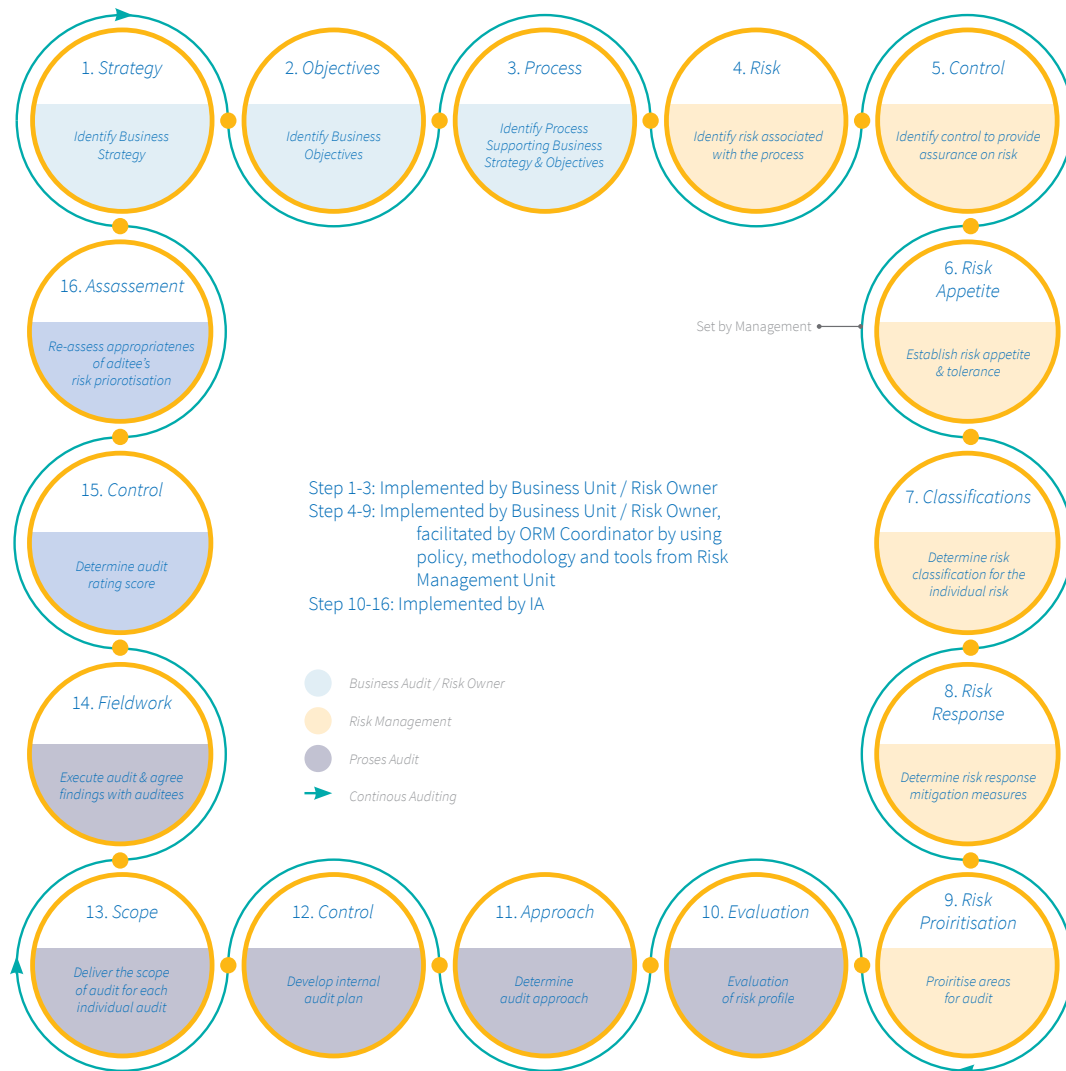 1. Strategy
Identify Business
Strategy
2. Objectives
Identify Business
Objectives
3. Process
Identify Process
Supporting Business
Strategy & Objectives
4. Risk
Identify risk associated
with the process
5. Control
Identify control to provide
assurance on risk
6. Risk
Appetite
Establish risk appetite
& tolerance
Set by Management
7. Classifications
Determine risk
classification for the
individual risk
8. Risk
Response
Determine risk response
mitigation measures
9. Risk
Proiritisation
Proiritise areas
for audit
10. Evaluation
Evaluation
of risk profile
11. Approach
Determine
audit approach
12. Control
Develop internal
audit plan
13. Scope
Deliver the scope
of audit for each
individual audit
14. Fieldwork
Execute audit & agree
findings with auditees
15. Control
Determine audit
rating score
16. Assassement
Re-assess appropriatenes
of aditee's
risk priorotisation
Step 1-3: Implemented by Business Unit / Risk Owner
Step 4-9: Implemented by Business Unit / Risk Owner,
facilitated by ORM Coordinator by using
policy, methodology and tools from Risk
Management Unit
Step 10-16: Implemented by IA
Business Audit / Risk Owner
Risk Management
Proses Audit
Continous Auditing